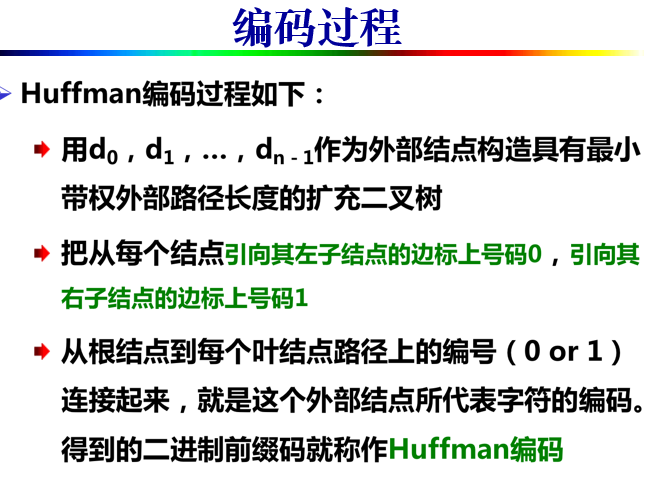 编码过程
Huffman编码过程如下：
用d₀，d₁，…，dₙ₋₁作为外部结点构造具有最小
带权外部路径长度的扩充二叉树
把从每个结点引向其左子结点的边标上号码0，引向其
右子结点的边标上号码1
从根结点到每个叶结点路径上的编号（0 or 1）
连接起来，就是这个外部结点所代表字符的编码。
得到的二进制前缀码就称作Huffman编码